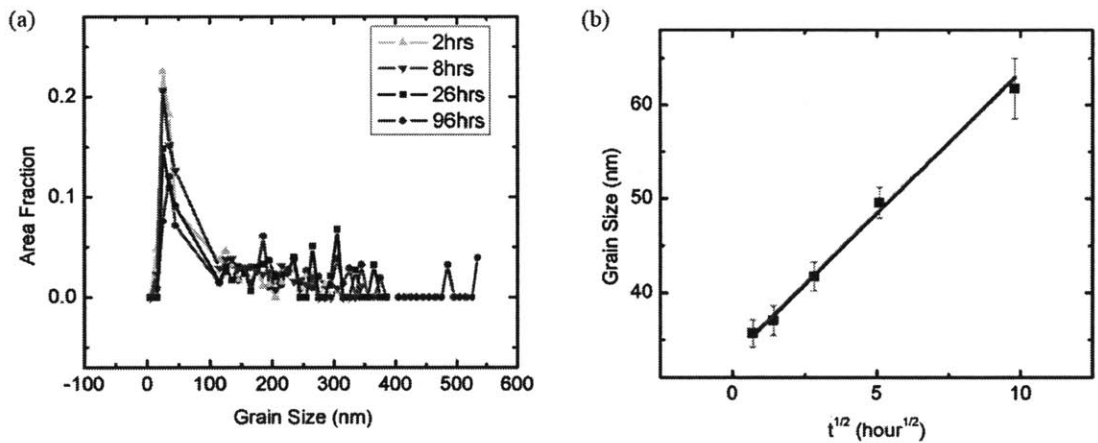 (a)
0.2
0.1
0.0
Area Fraction
2hrs
8hrs
26hrs
96hrs
-100 0 100 200 300 400 500 600
Grain Size (nm)
(b)
60
50
40
Grain Size (nm)
0 5 10
t^1/2 (hour^1/2)